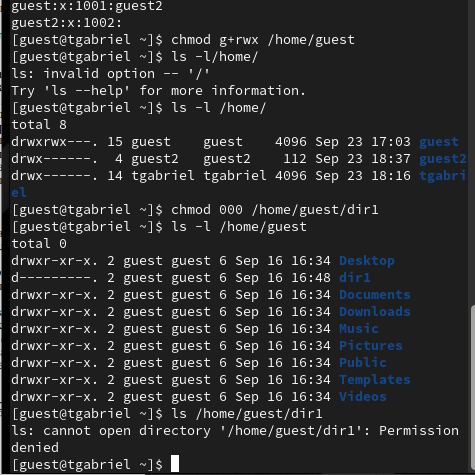 guest:x:1001:guest2
guest2:x:1002:
[guest@tgabriel ~]$ chmod g+rwx /home/guest
[guest@tgabriel ~]$ ls -l/home/
ls: invalid option -- '/'
Try 'ls --help' for more information.
[guest@tgabriel ~]$ ls -l /home/
total 8
drwxrwx---. 15 guest    guest    4096 Sep 23 17:03 guest
drwx------.  4 guest2   guest2    112 Sep 23 18:37 guest2
drwx------. 14 tgabriel tgabriel 4096 Sep 23 18:16 tgabri
el
[guest@tgabriel ~]$ chmod 000 /home/guest/dir1
[guest@tgabriel ~]$ ls -l /home/guest
total 0
drwxr-xr-x. 2 guest guest 6 Sep 16 16:34 Desktop
d---------. 2 guest guest 6 Sep 16 16:48 dir1
drwxr-xr-x. 2 guest guest 6 Sep 16 16:34 Documents
drwxr-xr-x. 2 guest guest 6 Sep 16 16:34 Downloads
drwxr-xr-x. 2 guest guest 6 Sep 16 16:34 Music
drwxr-xr-x. 2 guest guest 6 Sep 16 16:34 Pictures
drwxr-xr-x. 2 guest guest 6 Sep 16 16:34 Public
drwxr-xr-x. 2 guest guest 6 Sep 16 16:34 Templates
drwxr-xr-x. 2 guest guest 6 Sep 16 16:34 Videos
[guest@tgabriel ~]$ ls /home/guest/dir1
ls: cannot open directory '/home/guest/dir1': Permission
denied
[guest@tgabriel ~]$